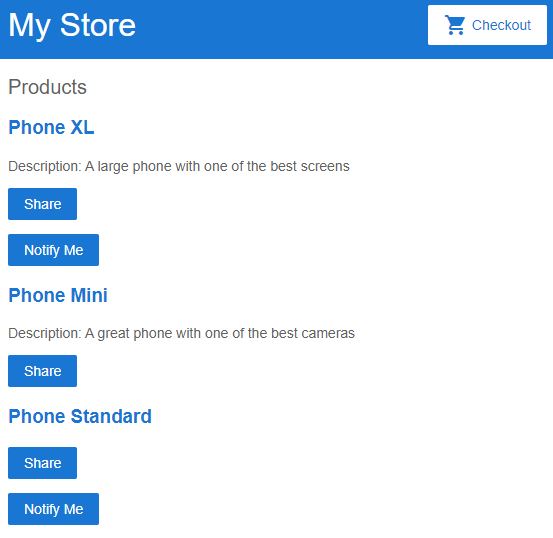 My Store
Checkout
Products
Phone XL
Description: A large phone with one of the best screens
Share
Notify Me
Phone Mini
Description: A great phone with one of the best cameras
Share
Phone Standard
Share
Notify Me